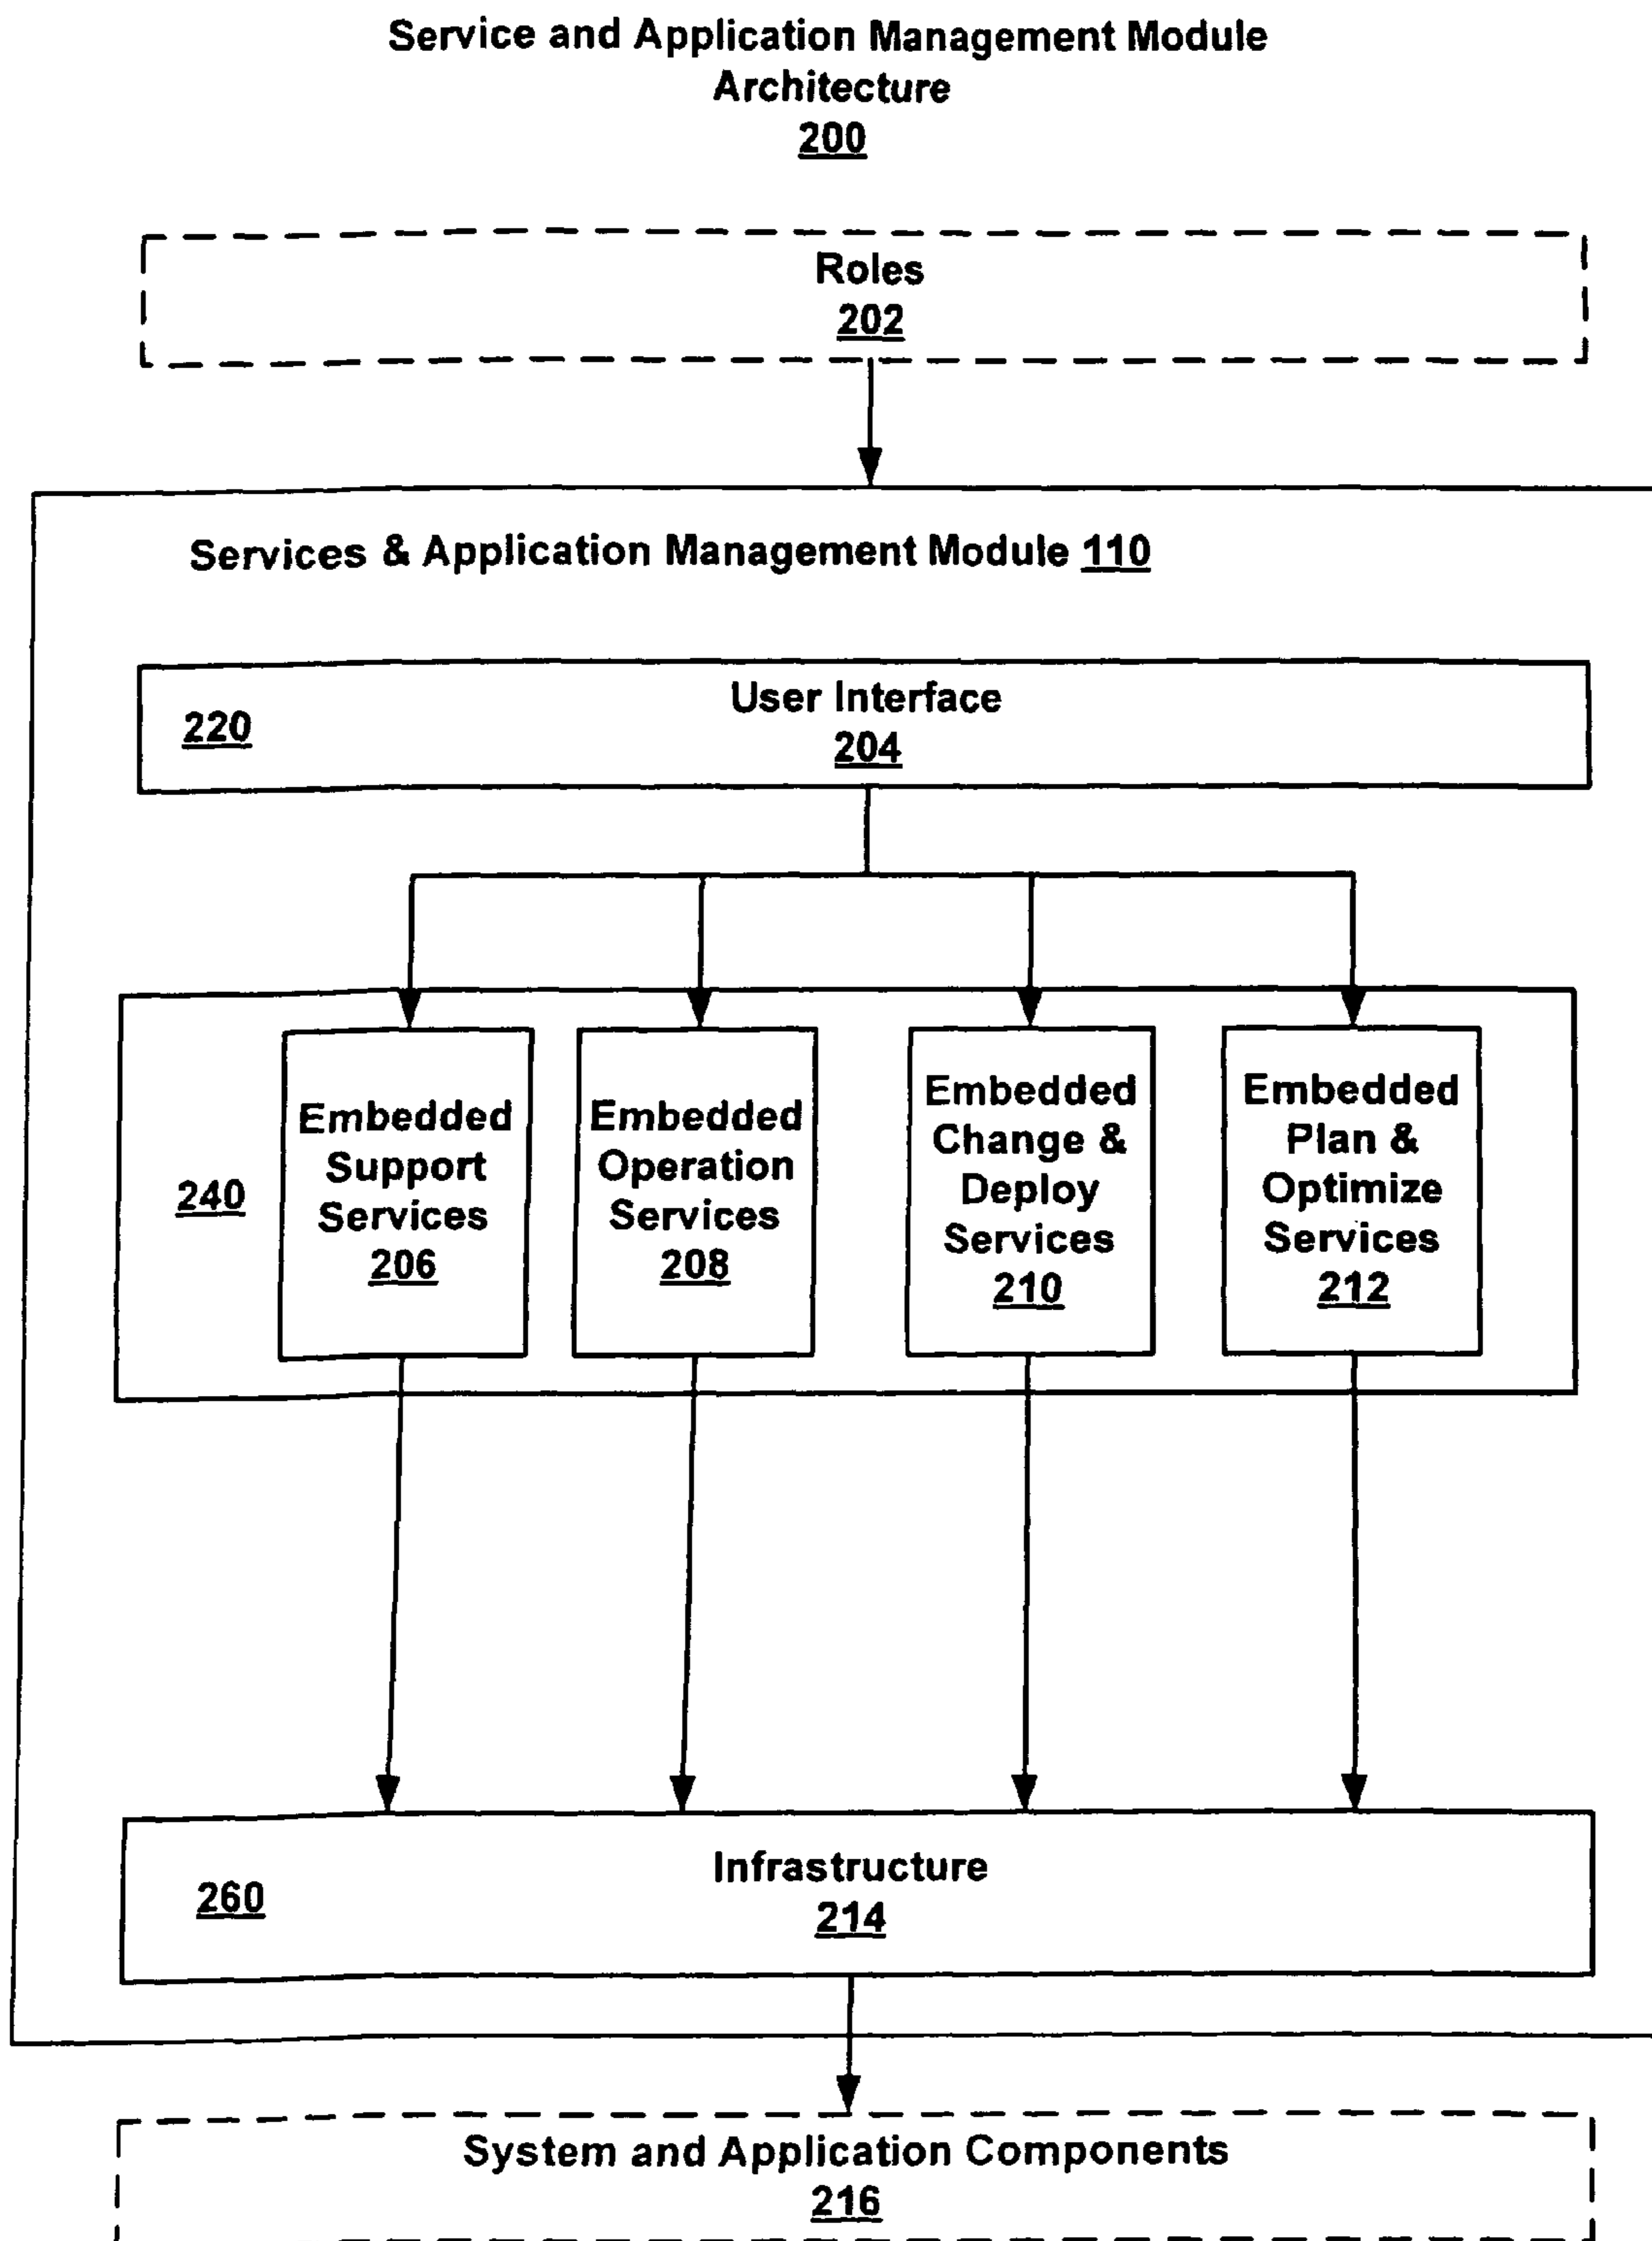 Service and Application Management Module
Architecture
200
Roles
202
Services & Application Management Module 110
User Interface
220
204
Embedded
Support
Services
206
Embedded
Operation
Services
208
Embedded
Change &
Deploy
Services
210
Embedded
Plan &
Optimize
Services
212
240
Infrastructure
260
214
System and Application Components
216